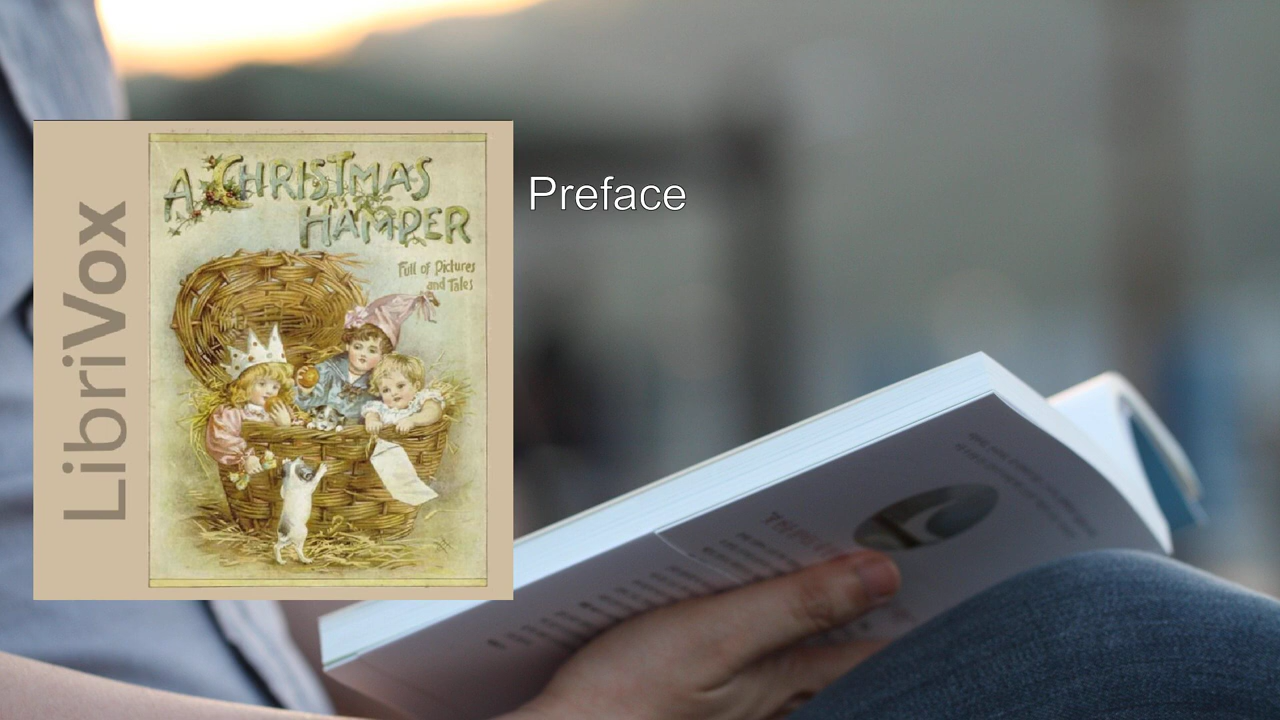 LibriVox
A CHRISTMAS
HAMPER
Full of Pictures
and Tales
Preface